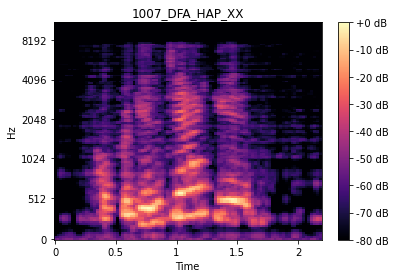 1007_DFA_HAP_XX
Hz
8192
4096
2048
1024
512
0
0
0.5
1
1.5
2
Time
+0 dB
-10 dB
-20 dB
-30 dB
-40 dB
-50 dB
-60 dB
-70 dB
-80 dB